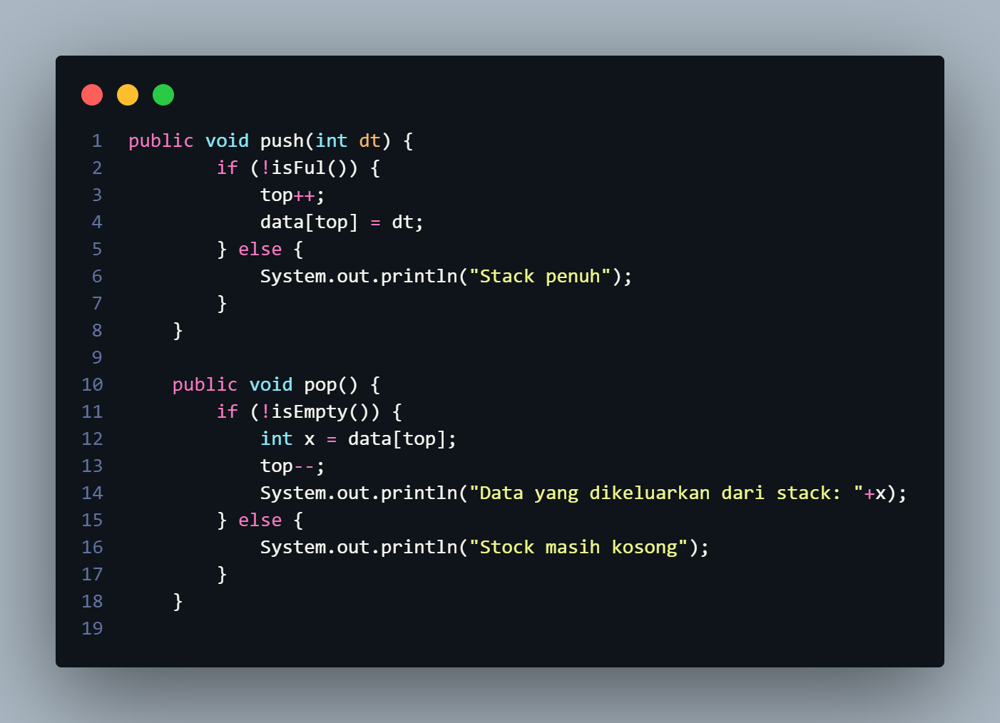 1 public void push(int dt) {
2 if (!isFul()) {
3 top++;
4 data[top] = dt;
5 } else {
6 System.out.println("Stack penuh");
7 }
8 }
9
10 public void pop() {
11 if (!isEmpty()) {
12 int x = data[top];
13 top--;
14 System.out.println("Data yang dikeluarkan dari stack: "+x);
15 } else {
16 System.out.println("Stock masih kosong");
17 }
18 }
19